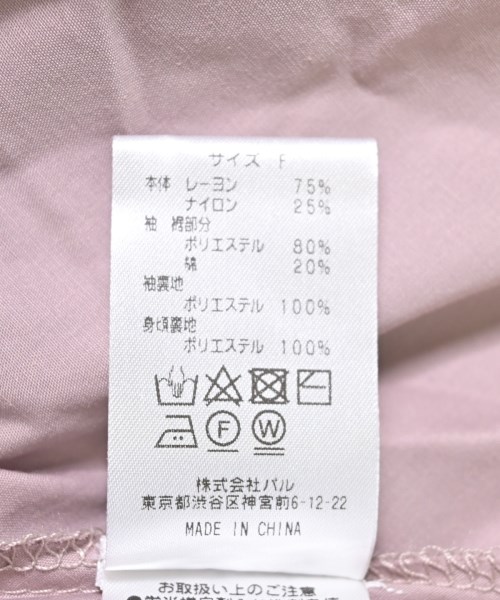 サイズ F
本体 レーヨン 75%
ナイロン 25%
袖 裾部分
ポリエステル 80%
綿 20%
袖裏地
ポリエステル 100%
身頃裏地
ポリエステル 100%
F W
株式会社パル
東京都渋谷区神宮前6-12-22
MADE IN CHINA
お取扱い上のご注意